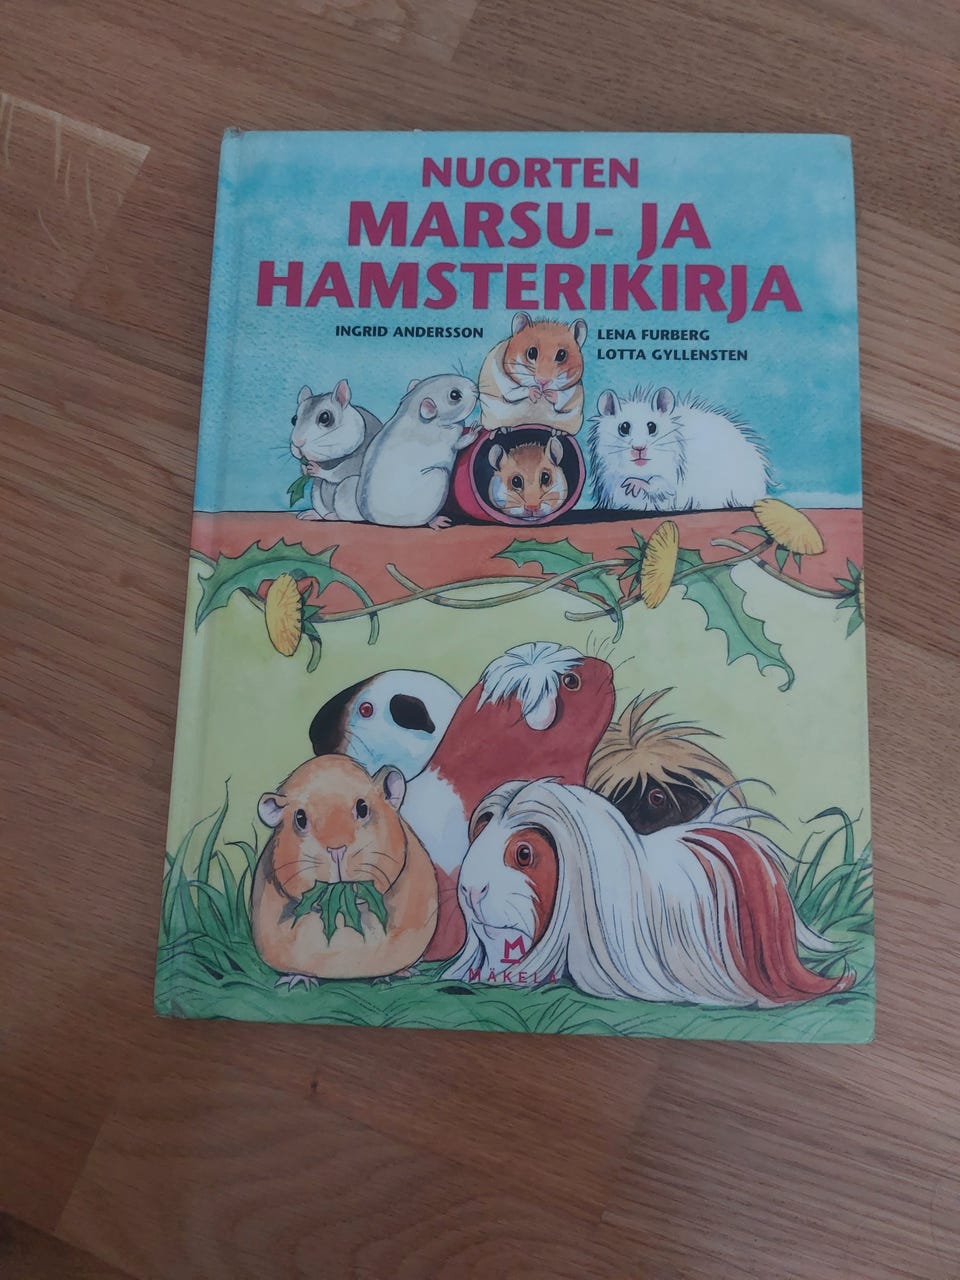 NUORTEN
MARSU- JA
HAMSTERIKIRJA
INGRID ANDERSSON
LENA FURBERG
LOTTA GYLLENSTEN
M
MÄKELÄ